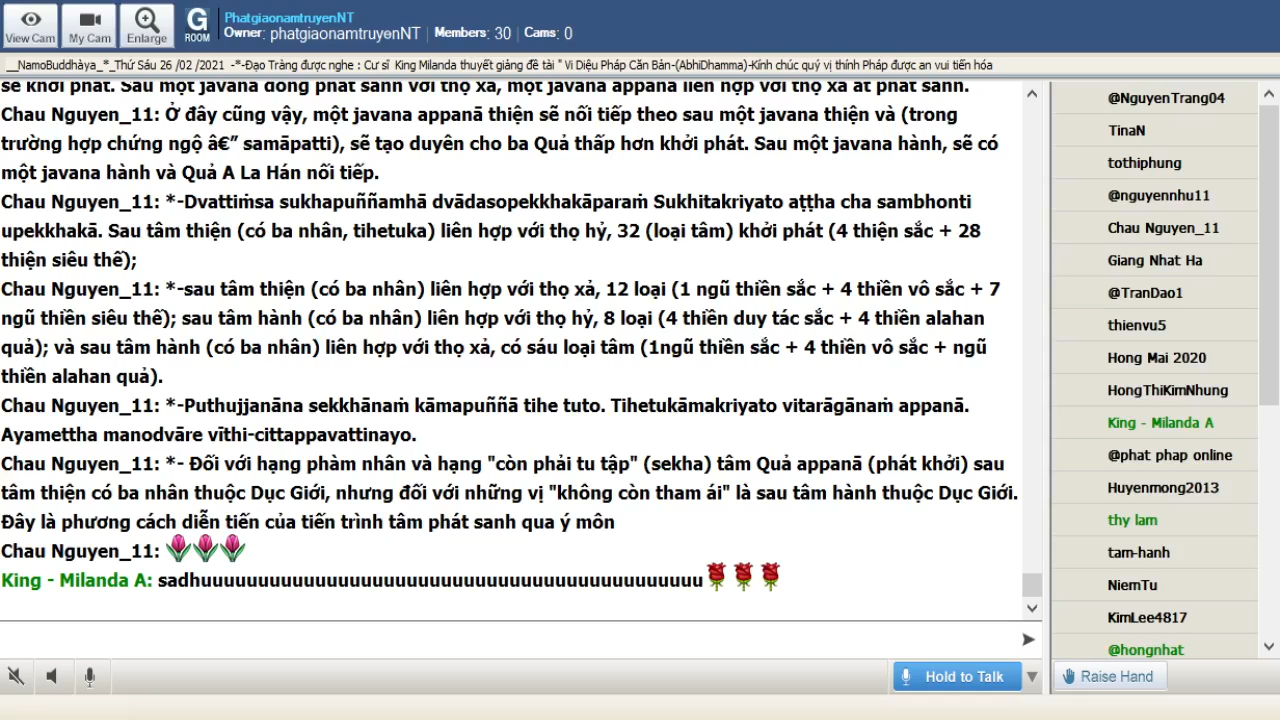 View Cam
My Cam
Enlarge
G
ROOM
PhatgiaonamtruyenNT
Owner: phatgiaonamtruyenNT | Members: 30 | Cams: 0
__NamoBuddhàya_*_Thứ Sáu 26 /02 /2021 -*-Đạo Tràng được nghe : Cư sĩ King Milanda thuyết giảng đề tài " Vi Diệu Pháp Căn Bản-(AbhiDhamma)-Kính chúc quý vị thính Pháp được an vui tiến hóa
sẽ khởi phát. Sau một javana đồng phát sanh với thọ xả, một javana appanā liên hợp với thọ xả ắt phát sanh.
Chau Nguyen_11: Ở đây cũng vậy, một javana appanā thiện sẽ nối tiếp theo sau một javana thiện và (trong
trường hợp chứng ngộ â€” samāpatti), sẽ tạo duyên cho ba Quả thấp hơn khởi phát. Sau một javana hành, sẽ có
một javana hành và Quả A La Hán nối tiếp.
Chau Nguyen_11: *-Dvattiṁsa sukhapuññamhā dvādasopekkhakāparaṁ Sukhitakriyato aṭṭha cha sambhonti
upekkhakā. Sau tâm thiện (có ba nhân, tihetuka) liên hợp với thọ hỷ, 32 (loại tâm) khởi phát (4 thiện sắc + 28
thiện siêu thế);
Chau Nguyen_11: *-sau tâm thiện (có ba nhân) liên hợp với thọ xả, 12 loại (1 ngũ thiền sắc + 4 thiền vô sắc + 7
ngũ thiền siêu thế); sau tâm hành (có ba nhân) liên hợp với thọ hỷ, 8 loại (4 thiền duy tác sắc + 4 thiền alahan
quả); và sau tâm hành (có ba nhân) liên hợp với thọ xả, có sáu loại tâm (1ngũ thiền sắc + 4 thiền vô sắc + ngũ
thiền alahan quả).
Chau Nguyen_11: *-Puthujjanāna sekkhānaṁ kāmapuññā tihe tuto. Tihetukāmakriyato vitarāgānaṁ appanā.
Ayamettha manodvāre vīthi-cittappavattinayo.
Chau Nguyen_11: *- Đối với hạng phàm nhân và hạng "còn phải tu tập" (sekha) tâm Quả appanā (phát khởi) sau
tâm thiện có ba nhân thuộc Dục Giới, nhưng đối với những vị "không còn tham ái" là sau tâm hành thuộc Dục Giới.
Đây là phương cách diễn tiến của tiến trình tâm phát sanh qua ý môn
Chau Nguyen_11:
King - Milanda A: sadhuuuuuuuuuuuuuuuuuuuuuuuuuuuuuuuuuuuuuuuuuuuu
@NguyenTrang04
TinaN
tothiphung
@nguyennhu11
Chau Nguyen_11
Giang Nhat Ha
@TranDao1
thienvu5
Hong Mai 2020
HongThiKimNhung
King - Milanda A
@phat phap online
Huyenmong2013
thy lam
tam-hanh
NiemTu
KimLee4817
@hongnhat
Hold to Talk
Raise Hand